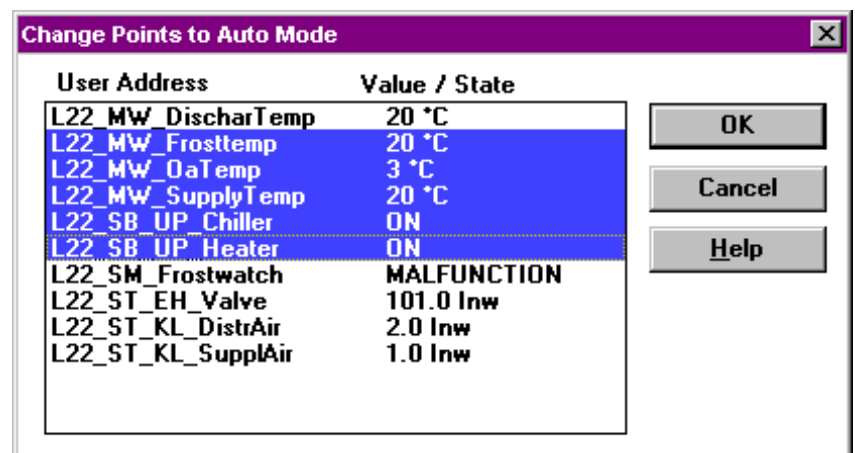 Change Points to Auto Mode
User Address Value / State
L22_MW_DischarTemp 20 °C
L22_MW_Frosttemp 20 °C
L22_MW_OaTemp 3 °C
L22_MW_SupplyTemp 20 °C
L22_SB_UP_Chiller ON
L22_SB_UP_Heater ON
L22_SM_Frostwatch MALFUNCTION
L22_ST_EH_Valve 101.0 Inw
L22_ST_KL_DistrAir 2.0 Inw
L22_ST_KL_SupplAir 1.0 Inw
OK
Cancel
Help